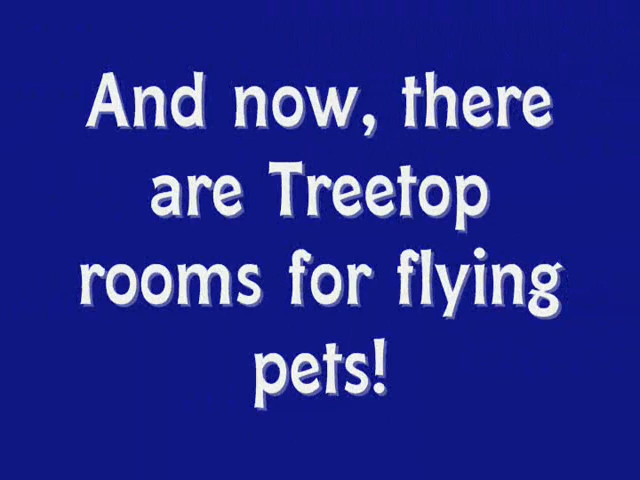 And now, there
are Treetop
rooms for flying
pets!